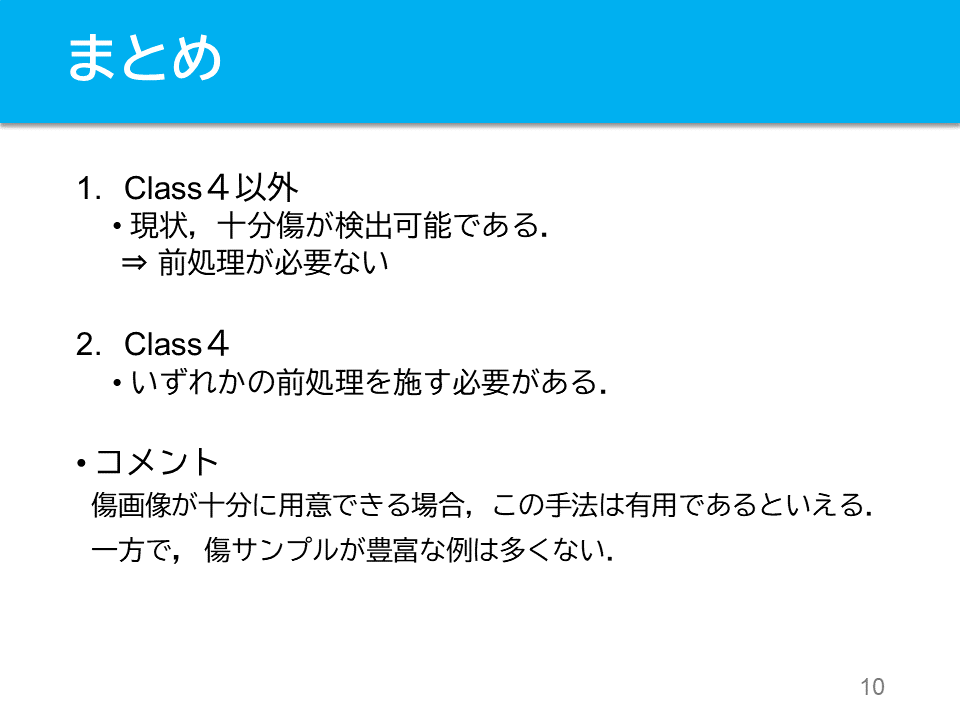 まとめ
1. Class４以外
• 現状，十分傷が検出可能である．
⇒ 前処理が必要ない
2. Class４
• いずれかの前処理を施す必要がある．
• コメント
傷画像が十分に用意できる場合，この手法は有用であるといえる．
一方で， 傷サンプルが豊富な例は多くない．
10